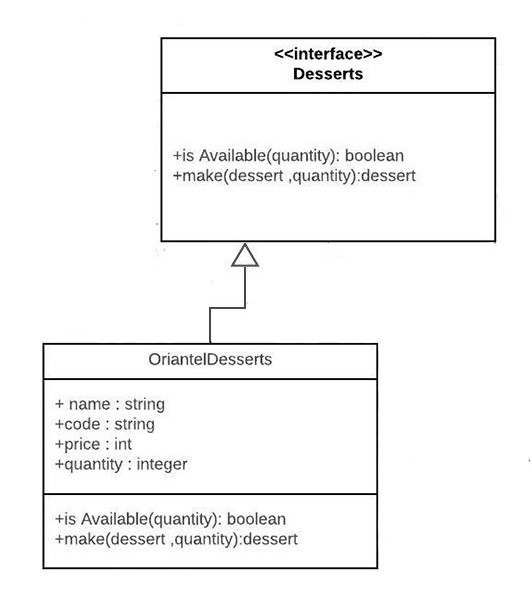 <<interface>>
Desserts
+is Available(quantity): boolean
+make(dessert ,quantity):dessert
OriantelDesserts
+ name : string
+code : string
+price : int
+quantity : integer
+is Available(quantity): boolean
+make(dessert ,quantity):dessert